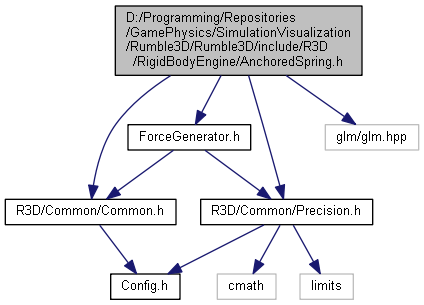 D:/Programming/Repositories
/GamePhysics/SimulationVisualization
/Rumble3D/Rumble3D/include/R3D
/RigidBodyEngine/AnchoredSpring.h
ForceGenerator.h
glm/glm.hpp
R3D/Common/Common.h
R3D/Common/Precision.h
Config.h
cmath
limits